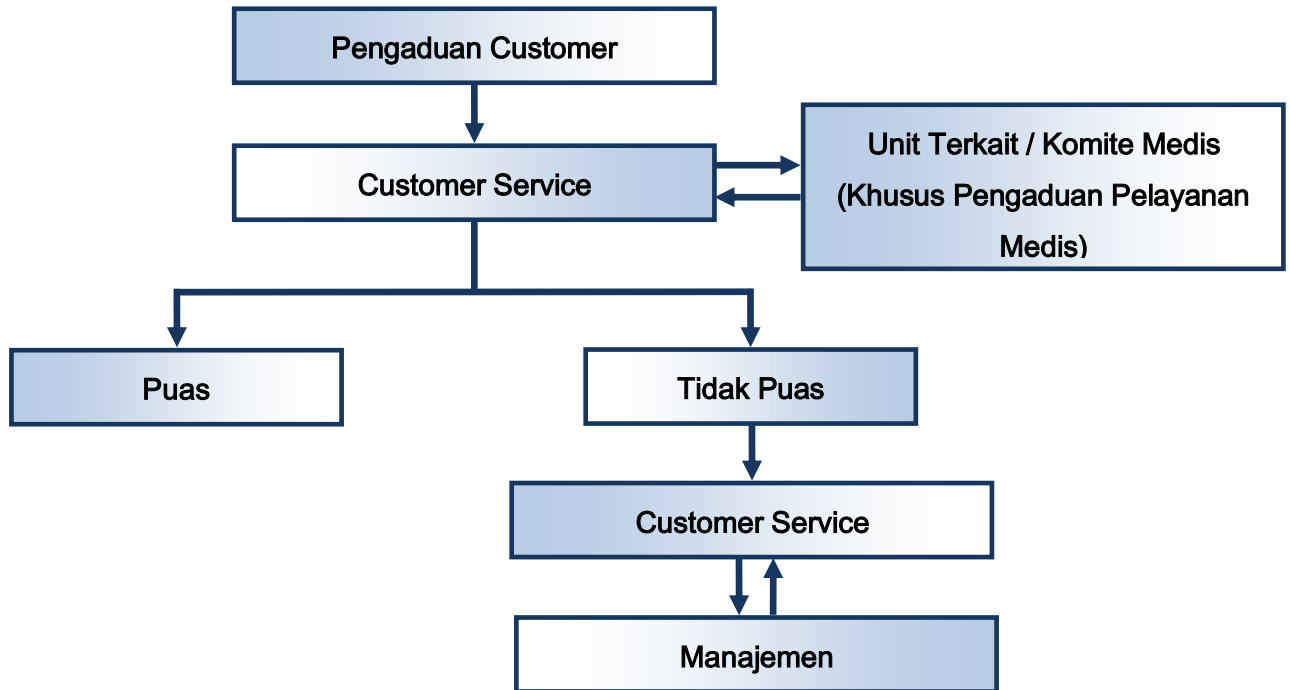 Pengaduan Customer
Customer Service
Unit Terkait / Komite Medis
(Khusus Pengaduan Pelayanan
Medis)
Puas
Tidak Puas
Customer Service
Manajemen